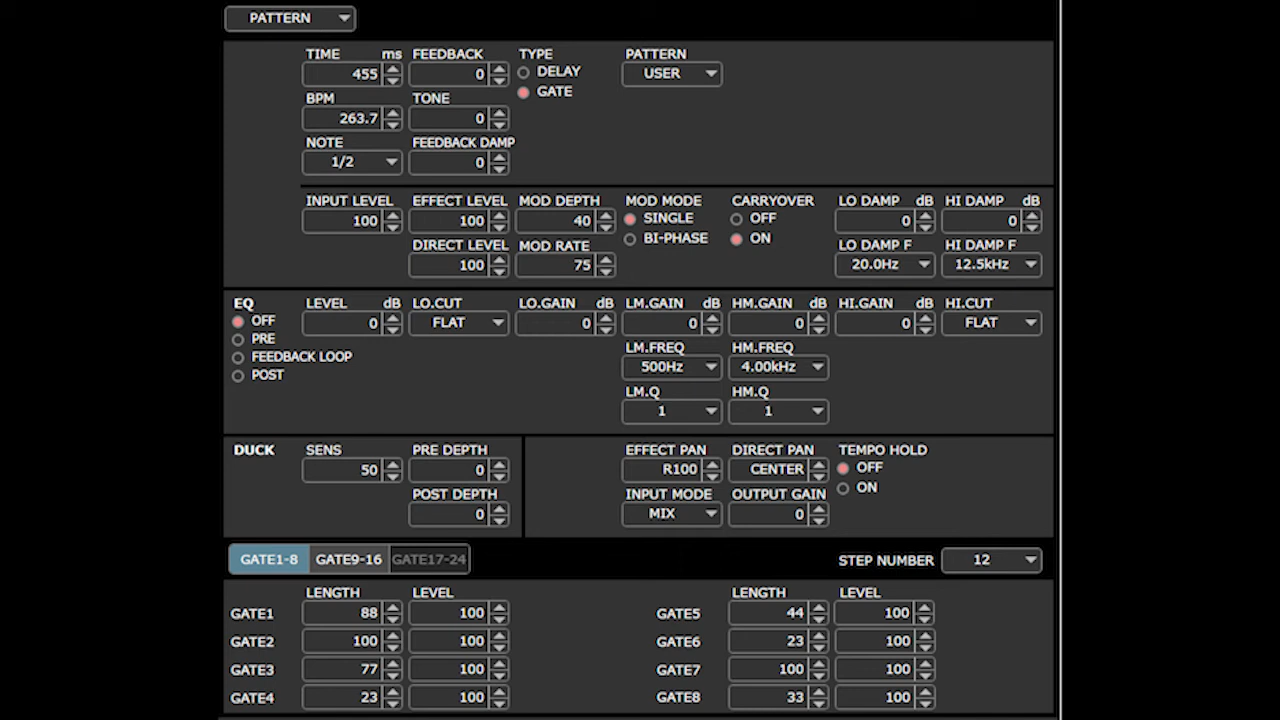 PATTERN
TIME ms FEEDBACK TYPE PATTERN
455 0 DELAY USER
GATE
BPM TONE
263.7 0
NOTE FEEDBACK DAMP
1/2 0
INPUT LEVEL EFFECT LEVEL MOD DEPTH MOD MODE CARRYOVER LO DAMP dB HI DAMP dB
100 100 40 SINGLE OFF 0 0
BI-PHASE ON
DIRECT LEVEL MOD RATE LO DAMP F HI DAMP F
100 75 20.0Hz 12.5kHz
EQ LEVEL dB LO.CUT LO.GAIN dB LM.GAIN dB HM.GAIN dB HI.GAIN dB HI.CUT
OFF 0 FLAT 0 0 0 0 FLAT
PRE
LM.FREQ HM.FREQ
FEEDBACK LOOP 500Hz 4.00kHz
POST
LM.Q HM.Q
1 1
DUCK SENS PRE DEPTH EFFECT PAN DIRECT PAN TEMPO HOLD
50 0 R100 CENTER OFF
ON
POST DEPTH INPUT MODE OUTPUT GAIN
0 MIX 0
GATE1-8 GATE9-16 GATE17-24 STEP NUMBER 12
LENGTH LEVEL LENGTH LEVEL
GATE1 88 100 GATE5 44 100
GATE2 100 100 GATE6 23 100
GATE3 77 100 GATE7 100 100
GATE4 23 100 GATE8 33 100